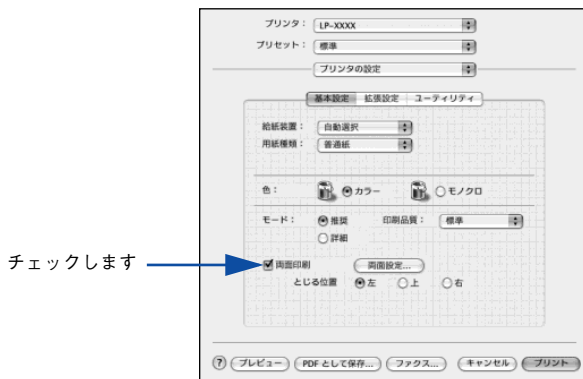 プリンタ： LP-XXXX
プリセット： 標準
プリンタの設定
基本設定 拡張設定 ユーティリティ
給紙装置： 自動選択
用紙種類： 普通紙
色： カラー モノクロ
モード： 推奨 印刷品質： 標準
詳細
チェックします 両面印刷 両面設定...
とじる位置 左 上 右
? プレビュー PDF として保存... ファクス... キャンセル プリント